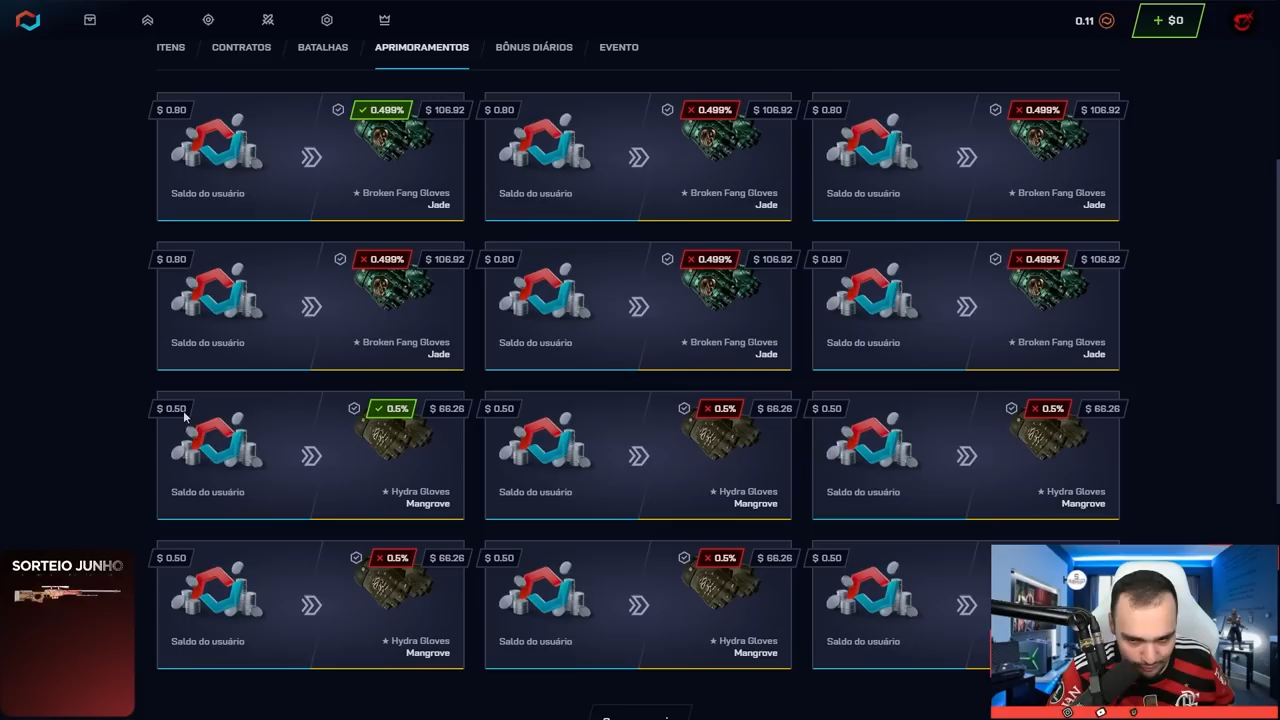 0.11
+ $0
ITENS
CONTRATOS
BATALHAS
APRIMORAMENTOS
BÔNUS DIÁRIOS
EVENTO
$ 0.80
0.499%
$ 106.92
Saldo do usuário
★ Broken Fang Gloves
Jade
$ 0.80
0.499%
$ 106.92
Saldo do usuário
★ Broken Fang Gloves
Jade
$ 0.80
0.499%
$ 106.92
Saldo do usuário
★ Broken Fang Gloves
Jade
$ 0.80
0.499%
$ 106.92
Saldo do usuário
★ Broken Fang Gloves
Jade
$ 0.80
0.499%
$ 106.92
Saldo do usuário
★ Broken Fang Gloves
Jade
$ 0.80
0.499%
$ 106.92
Saldo do usuário
★ Broken Fang Gloves
Jade
$ 0.50
0.5%
$ 66.26
Saldo do usuário
★ Hydra Gloves
Mangrove
$ 0.50
0.5%
$ 66.26
Saldo do usuário
★ Hydra Gloves
Mangrove
$ 0.50
0.5%
$ 66.26
Saldo do usuário
★ Hydra Gloves
Mangrove
$ 0.50
0.5%
$ 66.26
Saldo do usuário
★ Hydra Gloves
Mangrove
$ 0.50
0.5%
$ 66.26
Saldo do usuário
★ Hydra Gloves
Mangrove
$ 0.50
Saldo do usuário
SORTEIO JUNHO